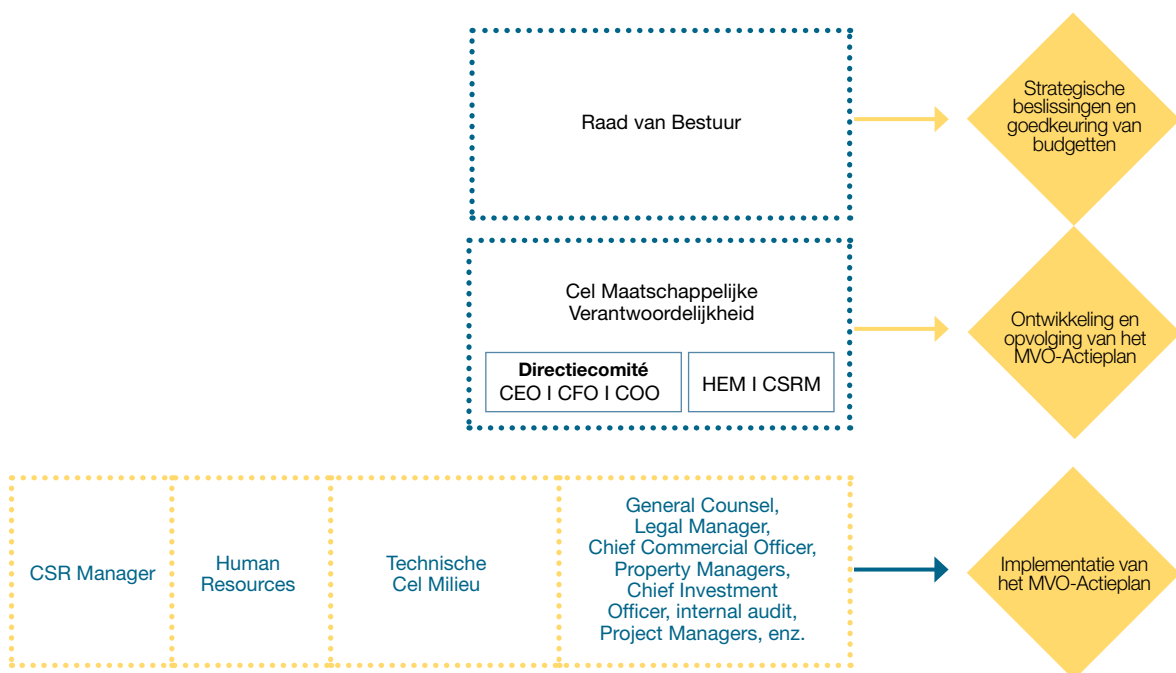 Raad van Bestuur
Strategische
beslissingen en
goedkeuring van
budgetten
Cel Maatschappelijke
Verantwoordelijkheid
Directiecomité
CEO I CFO I COO
HEM I CSRM
Ontwikkeling en
opvolging van het
MVO-Actieplan
CSR Manager
Human
Resources
Technische
Cel Milieu
General Counsel,
Legal Manager,
Chief Commercial Officer,
Property Managers,
Chief Investment
Officer, internal audit,
Project Managers, enz.
Implementatie van
het MVO-Actieplan